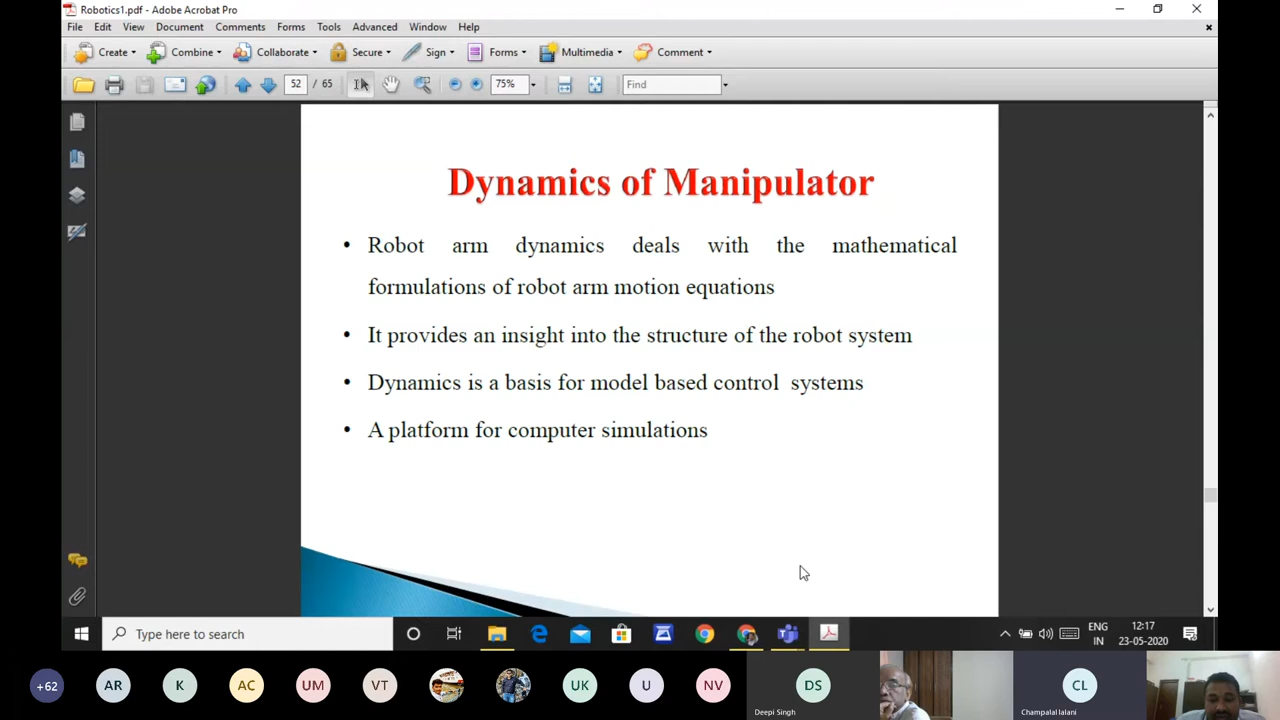 Robotics1.pdf - Adobe Acrobat Pro
File Edit View Document Comments Forms Tools Advanced Window Help
Create Combine Collaborate Secure Sign Forms Multimedia Comment
52 / 65 75% Find
Dynamics of Manipulator
• Robot arm dynamics deals with the mathematical
formulations of robot arm motion equations
• It provides an insight into the structure of the robot system
• Dynamics is a basis for model based control systems
• A platform for computer simulations
Type here to search
ENG
IN
12:17
23-05-2020
+62 AR K AC UM VT UK U NV DS CL
Deepi Singh
Champalal lalani